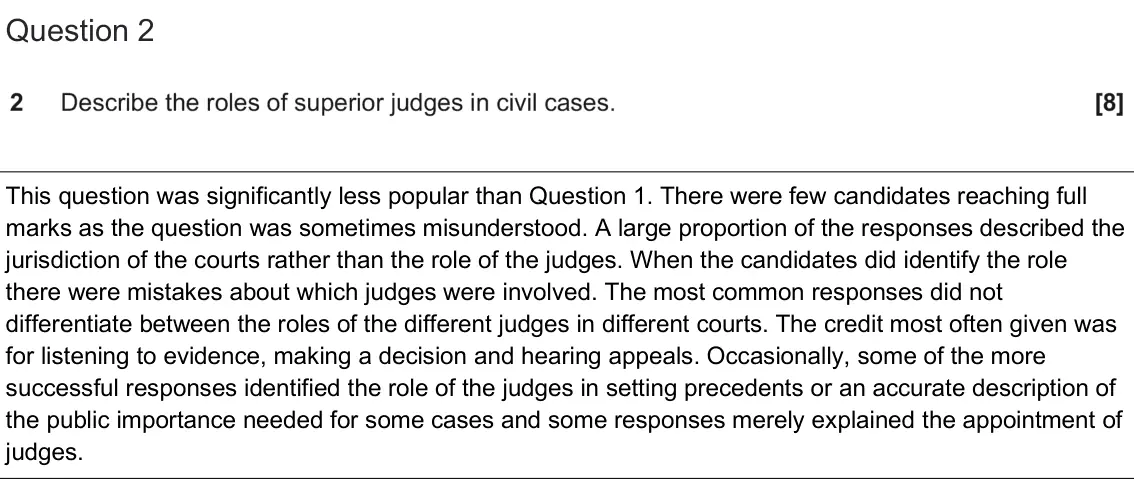 Question 2
2 Describe the roles of superior judges in civil cases. [8]
This question was significantly less popular than Question 1. There were few candidates reaching full
marks as the question was sometimes misunderstood. A large proportion of the responses described the
jurisdiction of the courts rather than the role of the judges. When the candidates did identify the role
there were mistakes about which judges were involved. The most common responses did not
differentiate between the roles of the different judges in different courts. The credit most often given was
for listening to evidence, making a decision and hearing appeals. Occasionally, some of the more
successful responses identified the role of the judges in setting precedents or an accurate description of
the public importance needed for some cases and some responses merely explained the appointment of
judges.